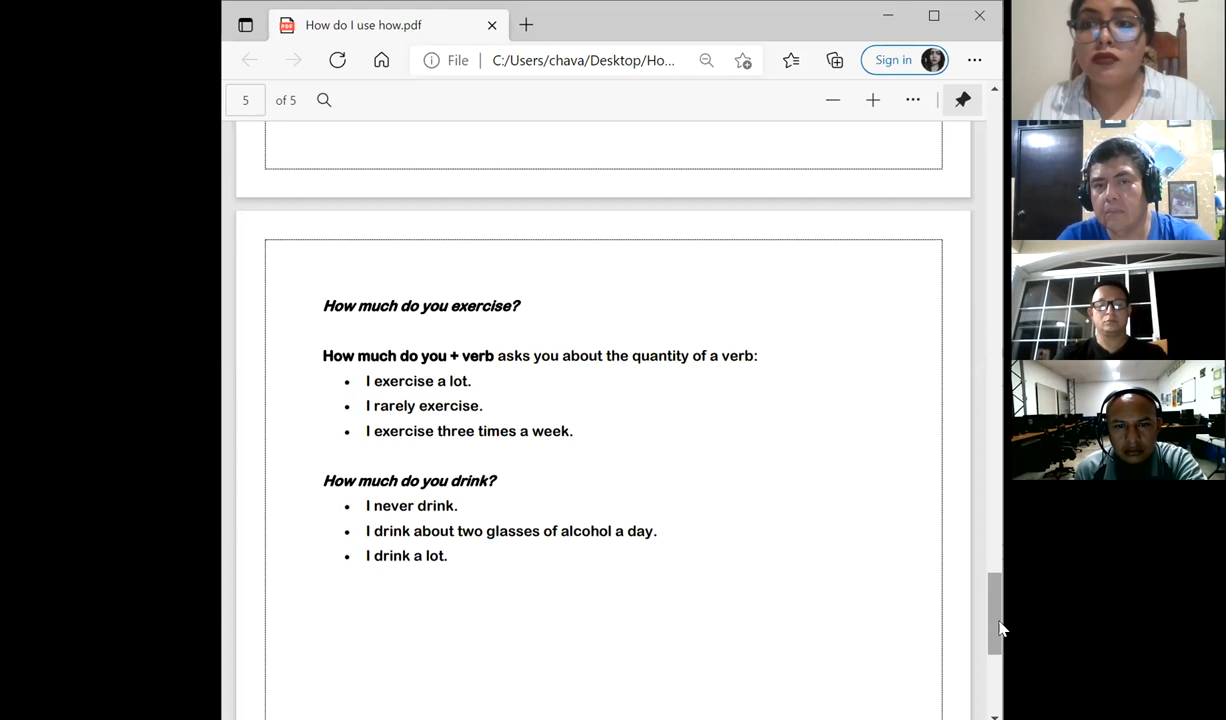 How do I use how.pdf
File
C:/Users/chava/Desktop/Ho...
Sign in
5 of 5
How much do you exercise?
How much do you + verb asks you about the quantity of a verb:
• I exercise a lot.
• I rarely exercise.
• I exercise three times a week.
How much do you drink?
• I never drink.
• I drink about two glasses of alcohol a day.
• I drink a lot.